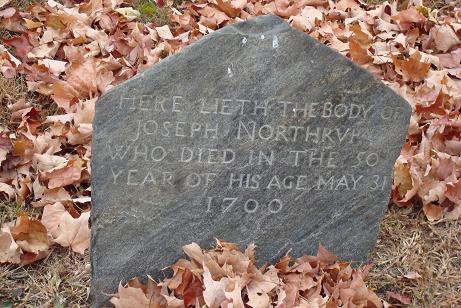 HERE LIETH THE BODY OF
JOSEPH NORTHRVP
WHO DIED IN THE 50
YEAR OF HIS AGE MAY 31
1700